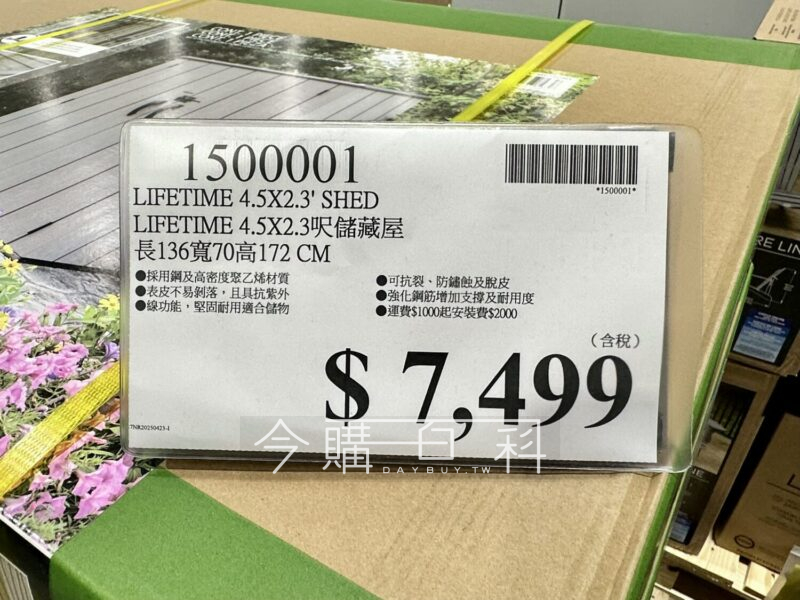 1500001
*1500001*
LIFETIME 4.5X2.3' SHED
LIFETIME 4.5X2.3呎儲藏屋
長136寬70高172 CM
●採用鋼及高密度聚乙烯材質
●表皮不易剝落，且具抗紫外
●線功能，堅固耐用適合儲物
●可抗裂、防鏽蝕及脫皮
●強化鋼筋增加支撐及耐用度
●運費$1000起安裝費$2000
（含稅）
$ 7,499
7NR20250423-1
今購百科
DAYBUY.TW
RE LINE